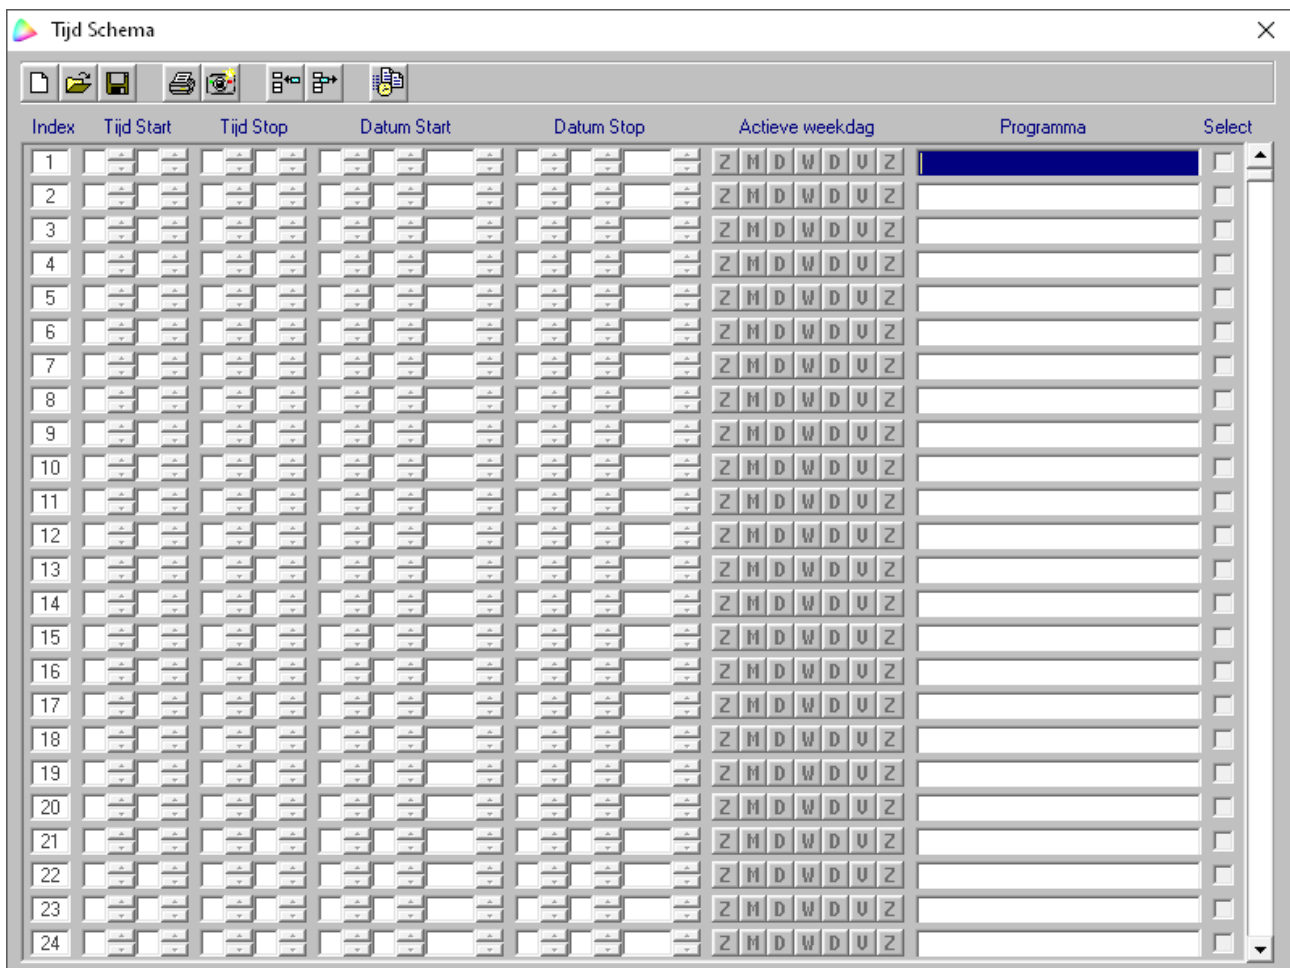 Tijd Schema
Index Tijd Start Tijd Stop Datum Start Datum Stop Actieve weekdag Programma Select
1 Z M D W D V Z
2 Z M D W D V Z
3 Z M D W D V Z
4 Z M D W D V Z
5 Z M D W D V Z
6 Z M D W D V Z
7 Z M D W D V Z
8 Z M D W D V Z
9 Z M D W D V Z
10 Z M D W D V Z
11 Z M D W D V Z
12 Z M D W D V Z
13 Z M D W D V Z
14 Z M D W D V Z
15 Z M D W D V Z
16 Z M D W D V Z
17 Z M D W D V Z
18 Z M D W D V Z
19 Z M D W D V Z
20 Z M D W D V Z
21 Z M D W D V Z
22 Z M D W D V Z
23 Z M D W D V Z
24 Z M D W D V Z